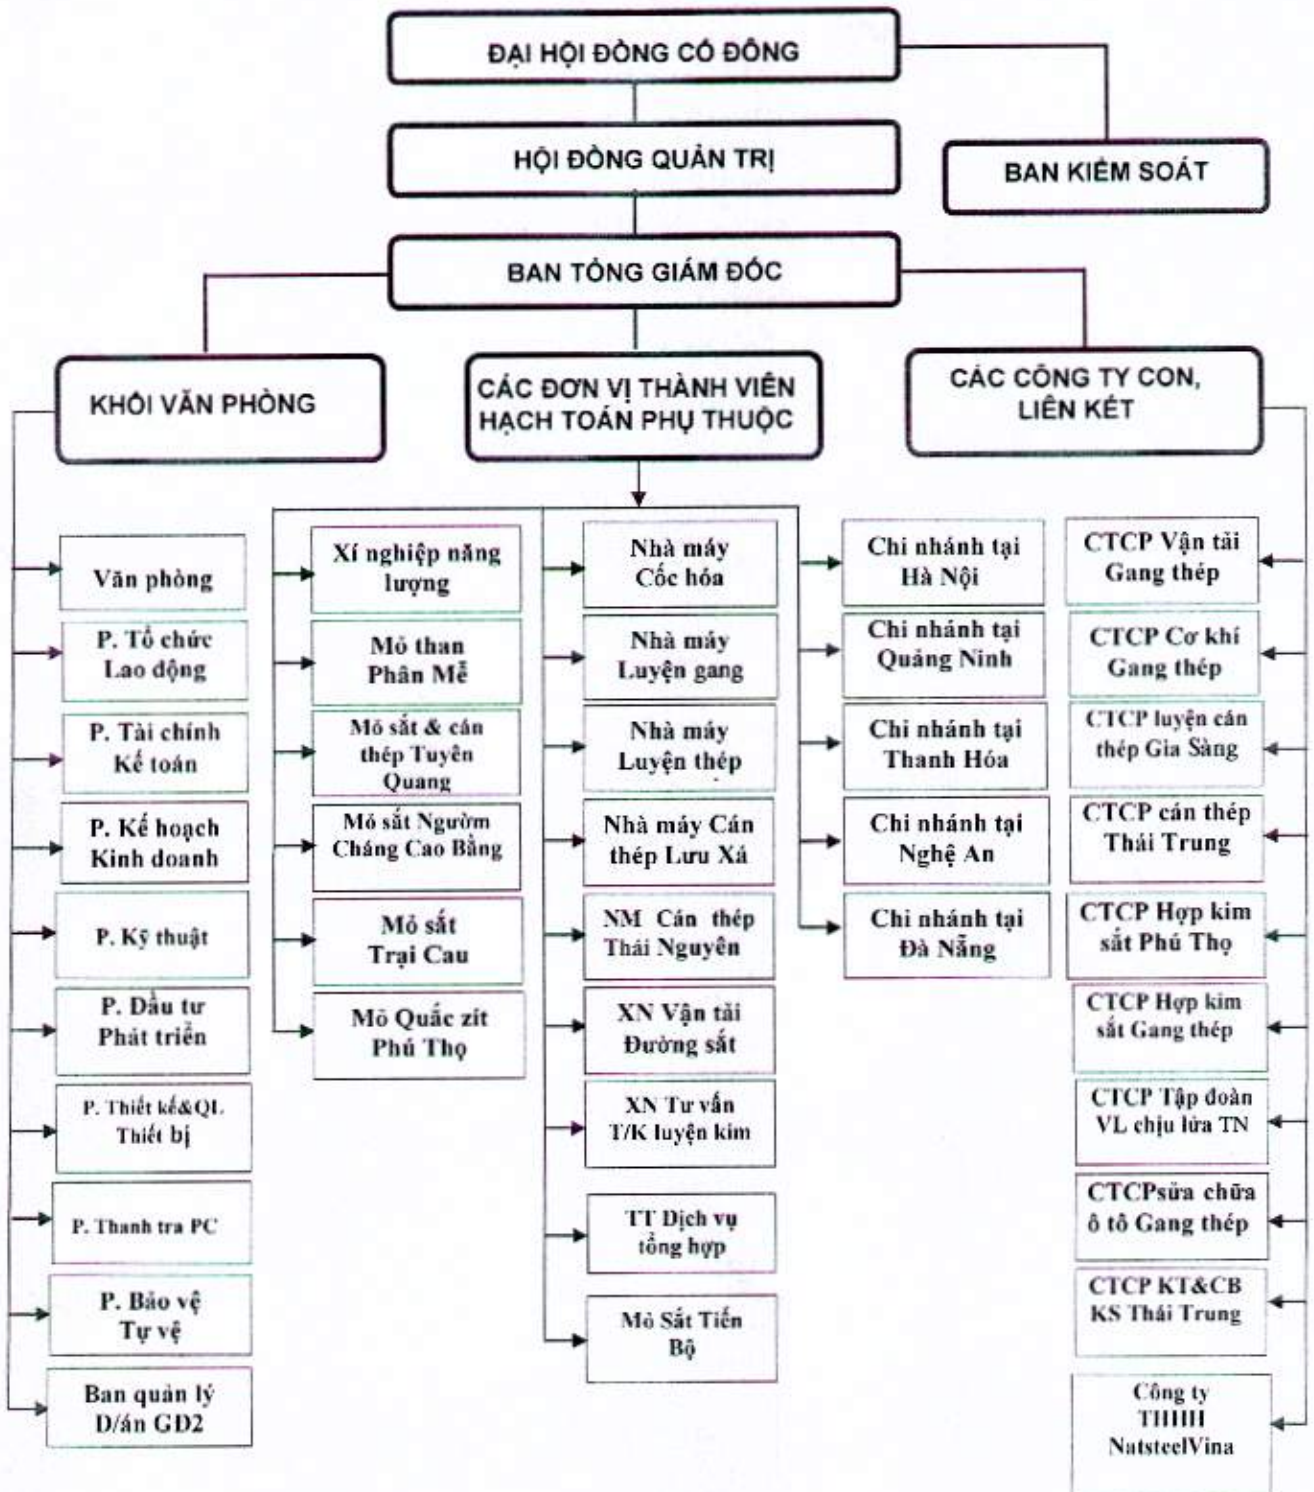 ĐẠI HỘI ĐỒNG CỔ ĐÔNG
HỘI ĐỒNG QUẢN TRỊ
BAN KIỂM SOÁT
BAN TỔNG GIÁM ĐỐC
KHỐI VĂN PHÒNG
CÁC ĐƠN VỊ THÀNH VIÊN
HẠCH TOÁN PHỤ THUỘC
CÁC CÔNG TY CON,
LIÊN KẾT
Văn phòng
P. Tổ chức
Lao động
P. Tài chính
Kế toán
P. Kế hoạch
Kinh doanh
P. Kỹ thuật
P. Đầu tư
Phát triển
P. Thiết kế&QL
Thiết bị
P. Thanh tra PC
P. Bảo vệ
Tự vệ
Ban quản lý
D/án GĐ2
Xí nghiệp năng
lượng
Mỏ than
Phấn Mễ
Mỏ sắt & cán
thép Tuyên
Quang
Mỏ sắt Ngườm
Cháng Cao Bằng
Mỏ sắt
Trại Cau
Mỏ Quắc zít
Phú Thọ
Nhà máy
Cốc hóa
Nhà máy
Luyện gang
Nhà máy
Luyện thép
Nhà máy Cán
thép Lưu Xá
NM Cán thép
Thái Nguyên
XN Vận tải
Đường sắt
XN Tư vấn
T/K luyện kim
TT Dịch vụ
tổng hợp
Mỏ Sắt Tiến
Bộ
Chi nhánh tại
Hà Nội
Chi nhánh tại
Quảng Ninh
Chi nhánh tại
Thanh Hóa
Chi nhánh tại
Nghệ An
Chi nhánh tại
Đà Nẵng
CTCP Vận tải
Gang thép
CTCP Cơ khí
Gang thép
CTCP luyện cán
thép Gia Sàng
CTCP cán thép
Thái Trung
CTCP Hợp kim
sắt Phú Thọ
CTCP Hợp kim
sắt Gang thép
CTCP Tập đoàn
VL chịu lửa TN
CTCPsửa chữa
ô tô Gang thép
CTCP KT&CB
KS Thái Trung
Công ty
THHH
NatsteelVina